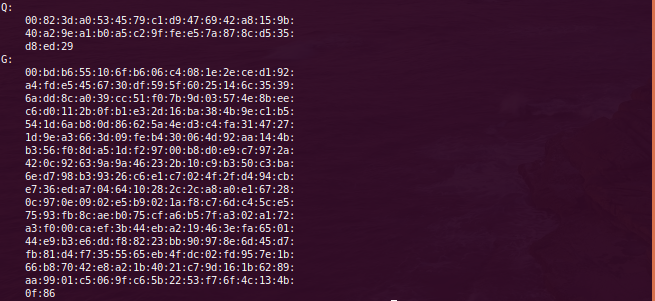 Q:
00:82:3d:a0:53:45:79:c1:d9:47:69:42:a8:15:9b:
40:a2:9e:a1:b0:a5:c2:9f:fe:e5:7a:87:8c:d5:35:
d8:ed:29
G:
00:bd:b6:55:10:6f:b6:06:c4:08:1e:2e:ce:d1:92:
a4:fd:e5:45:67:30:df:59:5f:60:25:14:6c:35:39:
6a:dd:8c:a0:39:cc:51:f0:7b:9d:03:57:4e:8b:ee:
c6:d0:11:2b:0f:b1:e3:2d:16:ba:38:4b:9e:c1:b5:
54:1d:6a:b8:0d:86:62:5a:4e:d3:c4:fa:31:47:27:
1d:9e:a3:66:3d:09:fe:b4:30:06:4d:92:aa:14:4b:
b3:56:f0:8d:a5:1d:f2:97:00:b8:d0:e9:c7:97:2a:
42:0c:92:63:9a:9a:46:23:2b:10:c9:b3:50:c3:ba:
6e:d7:98:b3:93:26:c6:e1:c7:02:4f:2f:d4:94:cb:
e7:36:ed:a7:04:64:10:28:2c:2c:a8:a0:e1:67:28:
0c:97:0e:09:02:e5:b9:02:1a:f8:c7:6d:c4:5c:e5:
75:93:fb:8c:ae:b0:75:cf:a6:b5:7f:a3:02:a1:72:
a3:f0:00:ca:ef:3b:44:eb:a2:19:46:3e:fa:65:01:
44:e9:b3:e6:dd:f8:82:23:bb:90:97:8e:6d:45:d7:
fb:81:d4:f7:35:55:65:eb:4f:dc:02:fd:95:7e:1b:
66:b8:70:42:e8:a2:1b:40:21:c7:9d:16:1b:62:89:
aa:99:01:c5:06:9f:c6:5b:22:53:f7:6f:4c:13:4b:
0f:86